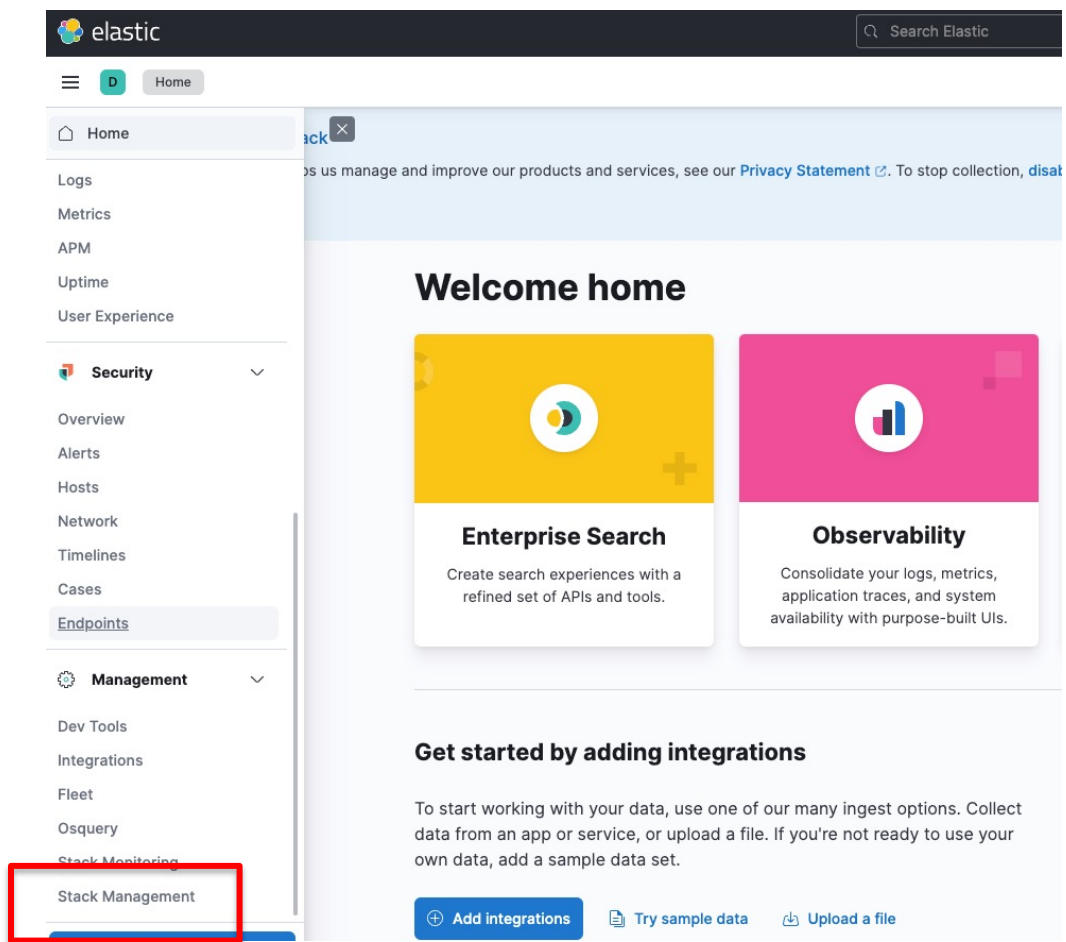 elastic
Search Elastic
D
Home
Home
Logs
Metrics
APM
Uptime
User Experience
Security
Overview
Alerts
Hosts
Network
Timelines
Cases
Endpoints
Management
Dev Tools
Integrations
Fleet
Osquery
Stack Monitoring
Stack Management
ack
ps us manage and improve our products and services, see our Privacy Statement. To stop collection, disab
Welcome home
Enterprise Search
Create search experiences with a
refined set of APIs and tools.
Observability
Consolidate your logs, metrics,
application traces, and system
availability with purpose-built UIs.
Get started by adding integrations
To start working with your data, use one of our many ingest options. Collect
data from an app or service, or upload a file. If you're not ready to use your
own data, add a sample data set.
Add integrations
Try sample data
Upload a file